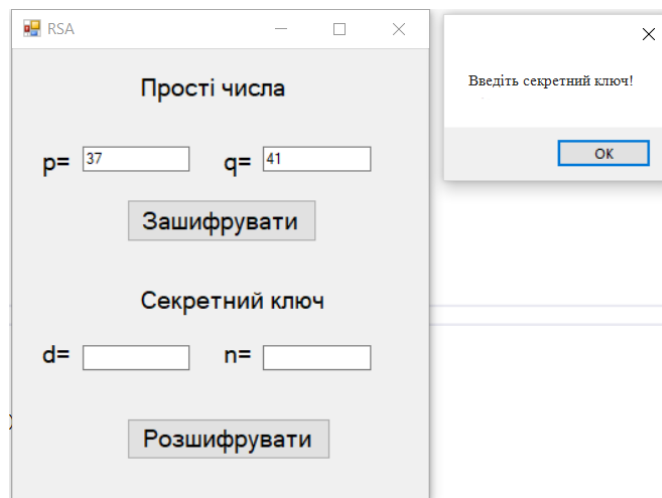 RSA
Прості числа
p= 37 q= 41
Зашифрувати
Секретний ключ
d= n=
Розшифрувати
Введіть секретний ключ!
OK